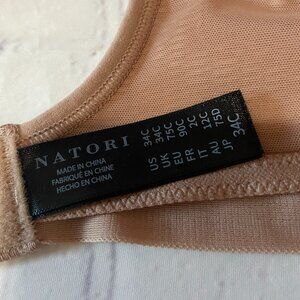 NATORI
MADE IN CHINA
FABRIQUÉ EN CHINE
HECHO EN CHINA
US 34C
UK 34C
EU 75C
FR 90C
IT 2C
AU 12C
JP 75D
34C